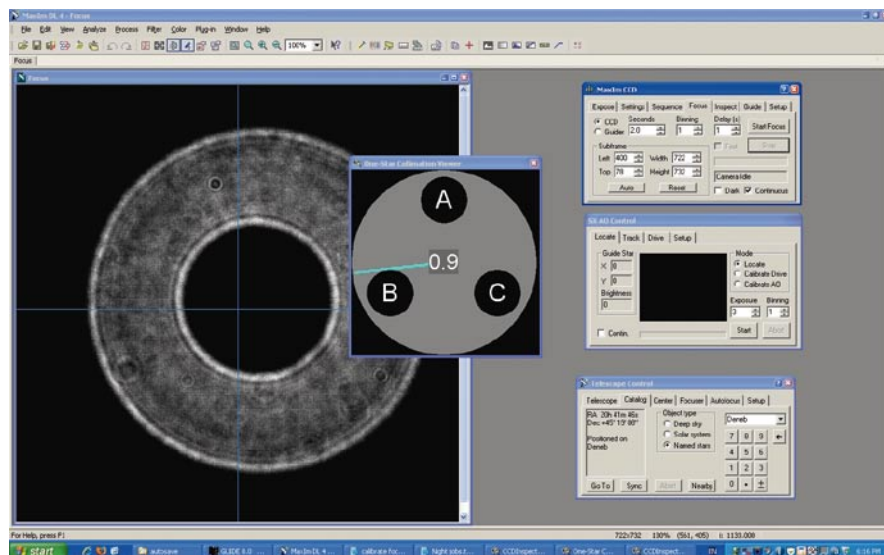 MaxIm DL 4 - Focus
File Edit View Analyze Process Filter Color Plug-in Window Help
100%
Focus
Focus
One-Star Collimation Viewer
A
0.9
B
C
MaxIm CCD
Expose Settings Sequence Focus Inspect Guide Setup
CCD Seconds Binning Delay (s)
Guider 2.0 1 1 Start Focus
Subframe
Left 400 Width 722
Top 78 Height 732
Camera Idle
Auto Reset Dark Continuous
SXAO Control
Locate Track Drive Setup
Guide Star Mode
X 0 Locate
Y 0 Calibrate Drive
Brightness Calibrate AO
0 Exposure Binning
3 1
Contin. Start Abort
Telescope Control
Telescope Catalog Center Focuser Autofocus Setup
RA 20h 41m 46s Object type
Deneb
Deep sky
Solar system
Positioned on Named stars
Deneb
7 8 9
4 5 6
1 2 3
Go To Sync Abort Nearby 0 . ±
For Help, press F1 722x732 130% (561, 405) i: 1133.000
start autosave GUIDE 8.0 ... MaxIm DL 4 ... calibrate foc... Night jobs.t... CCDInspect... One-Star C... CCDInspect... EN 6:16 PM